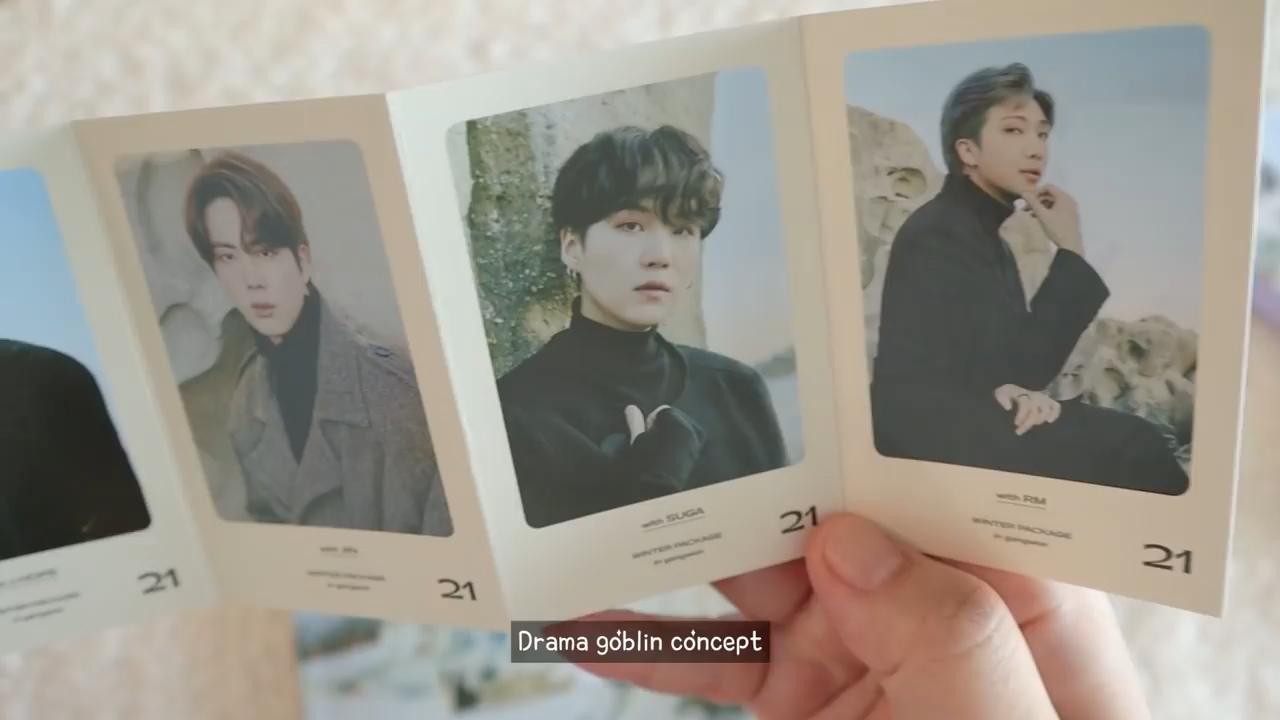 21
with JIN
WINTER PACKAGE
in gangwon
21
with SUGA
WINTER PACKAGE
in gangwon
21
with RM
WINTER PACKAGE
in gangwon
21
Drama goblin concept